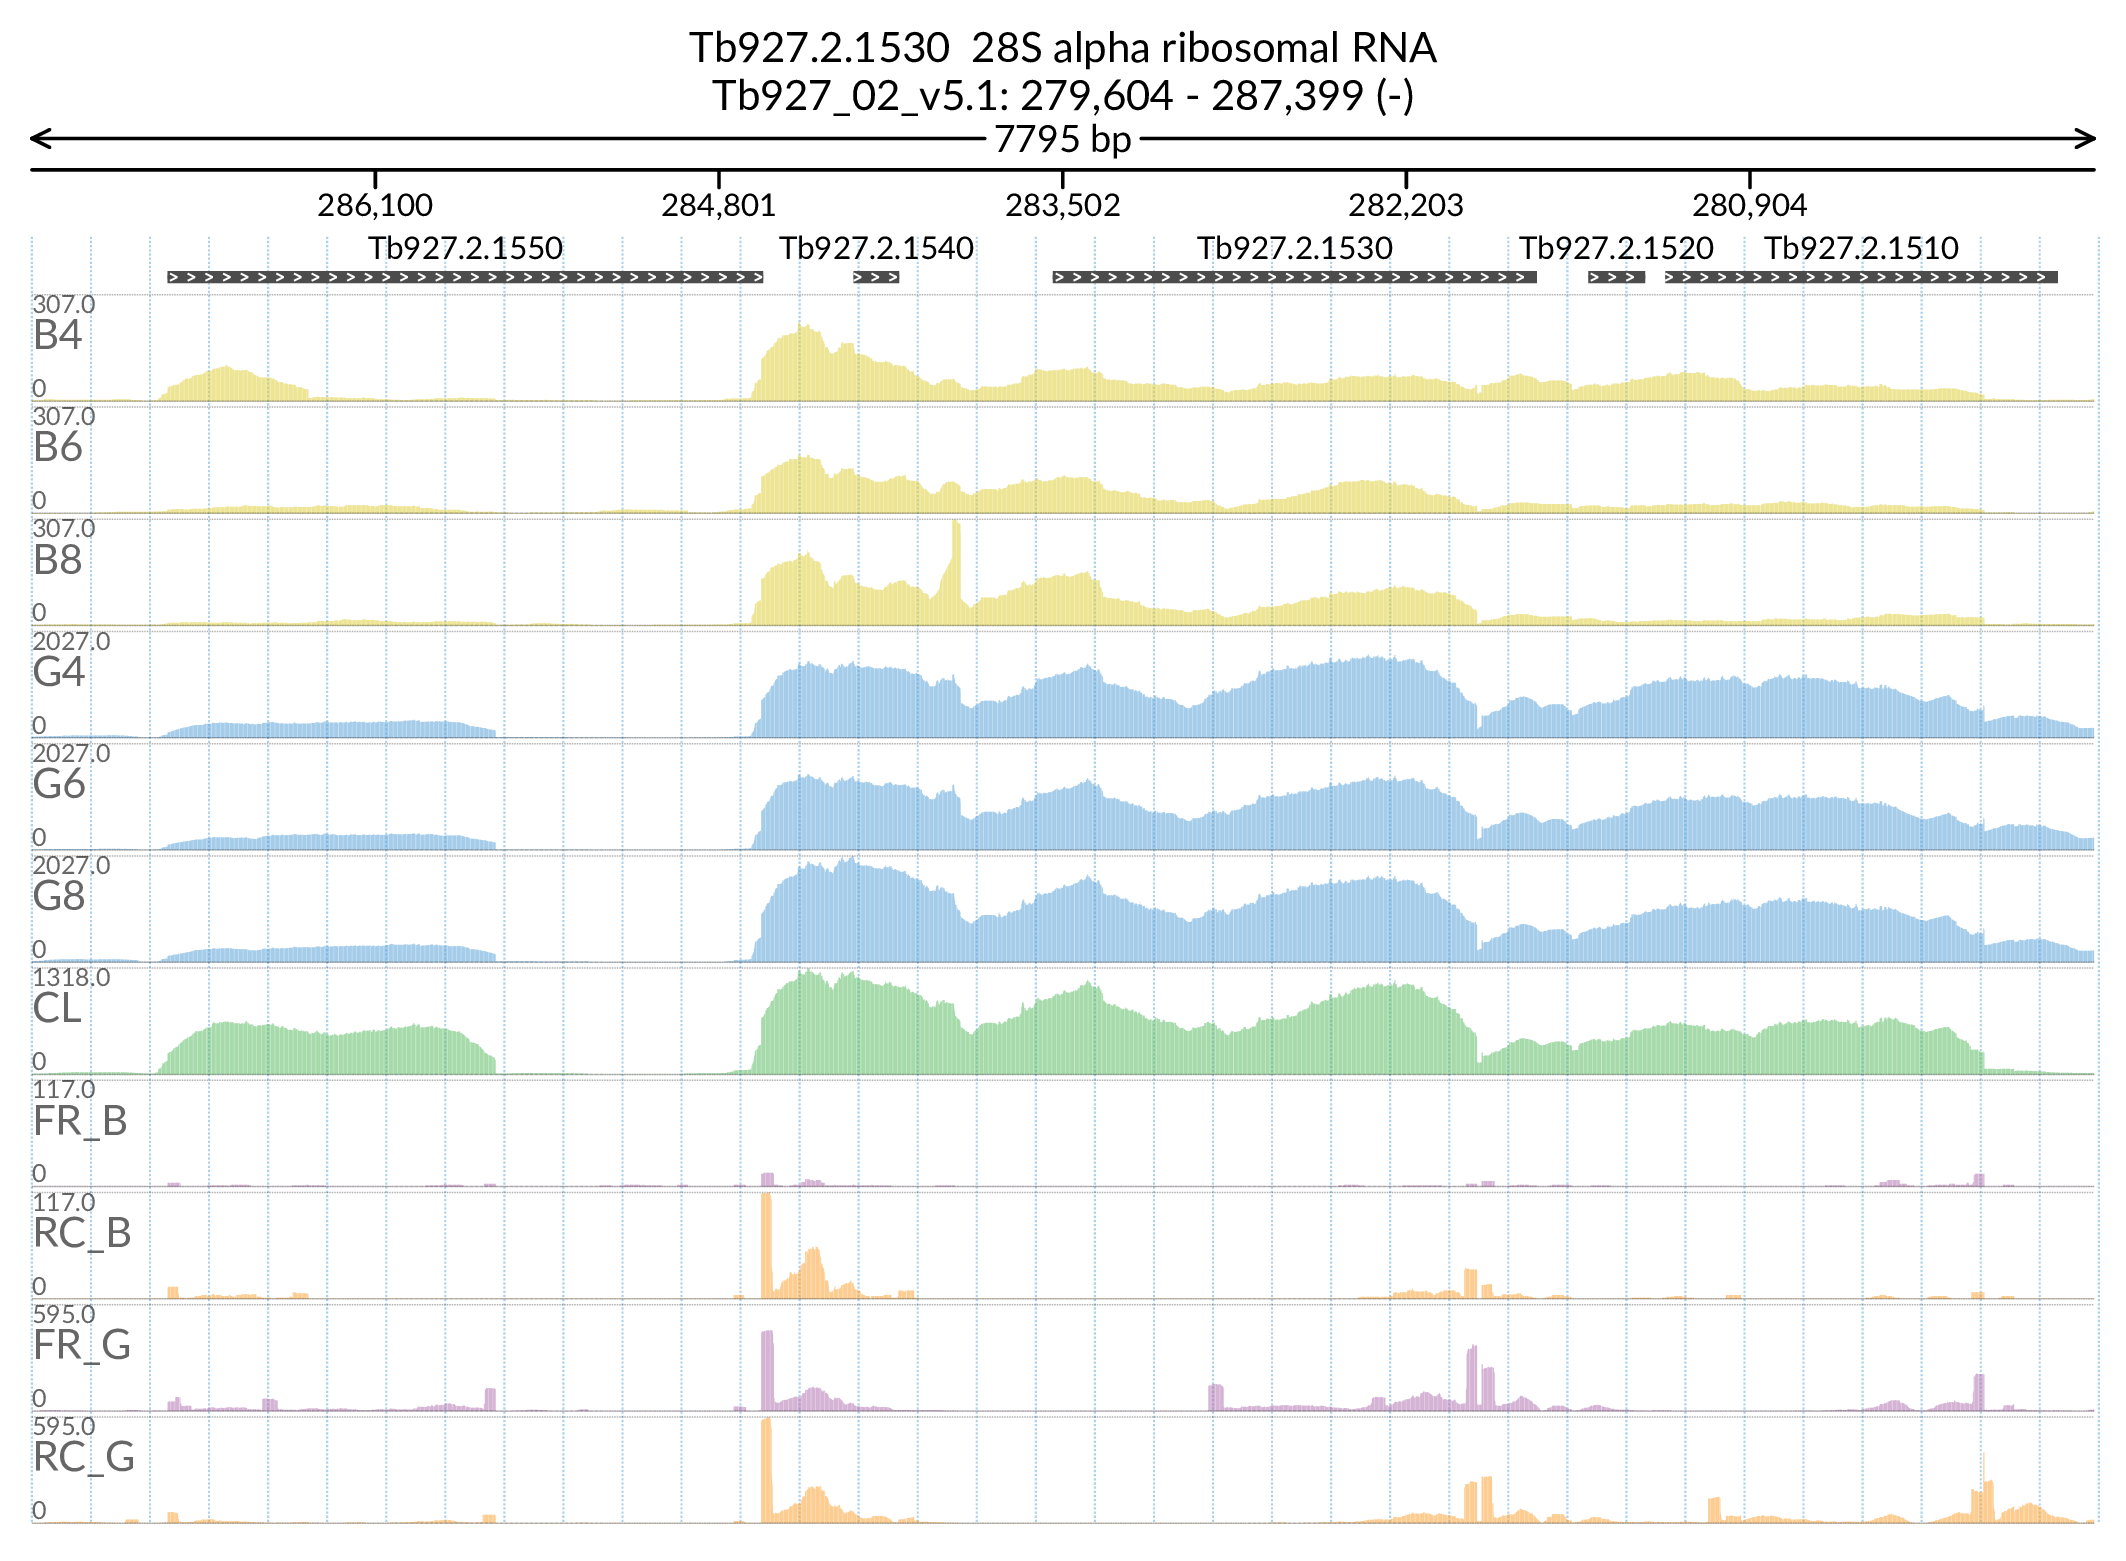 Tb927.2.1530  28S alpha ribosomal RNA
Tb927_02_v5.1: 279,604 - 287,399 (-)
7795 bp
286,100 284,801 283,502 282,203 280,904
Tb927.2.1550 Tb927.2.1540 Tb927.2.1530 Tb927.2.1520 Tb927.2.1510
307.0
B4
0
307.0
B6
0
307.0
B8
0
2027.0
G4
0
2027.0
G6
0
2027.0
G8
0
1318.0
CL
0
117.0
FR_B
0
117.0
RC_B
0
595.0
FR_G
0
595.0
RC_G
0